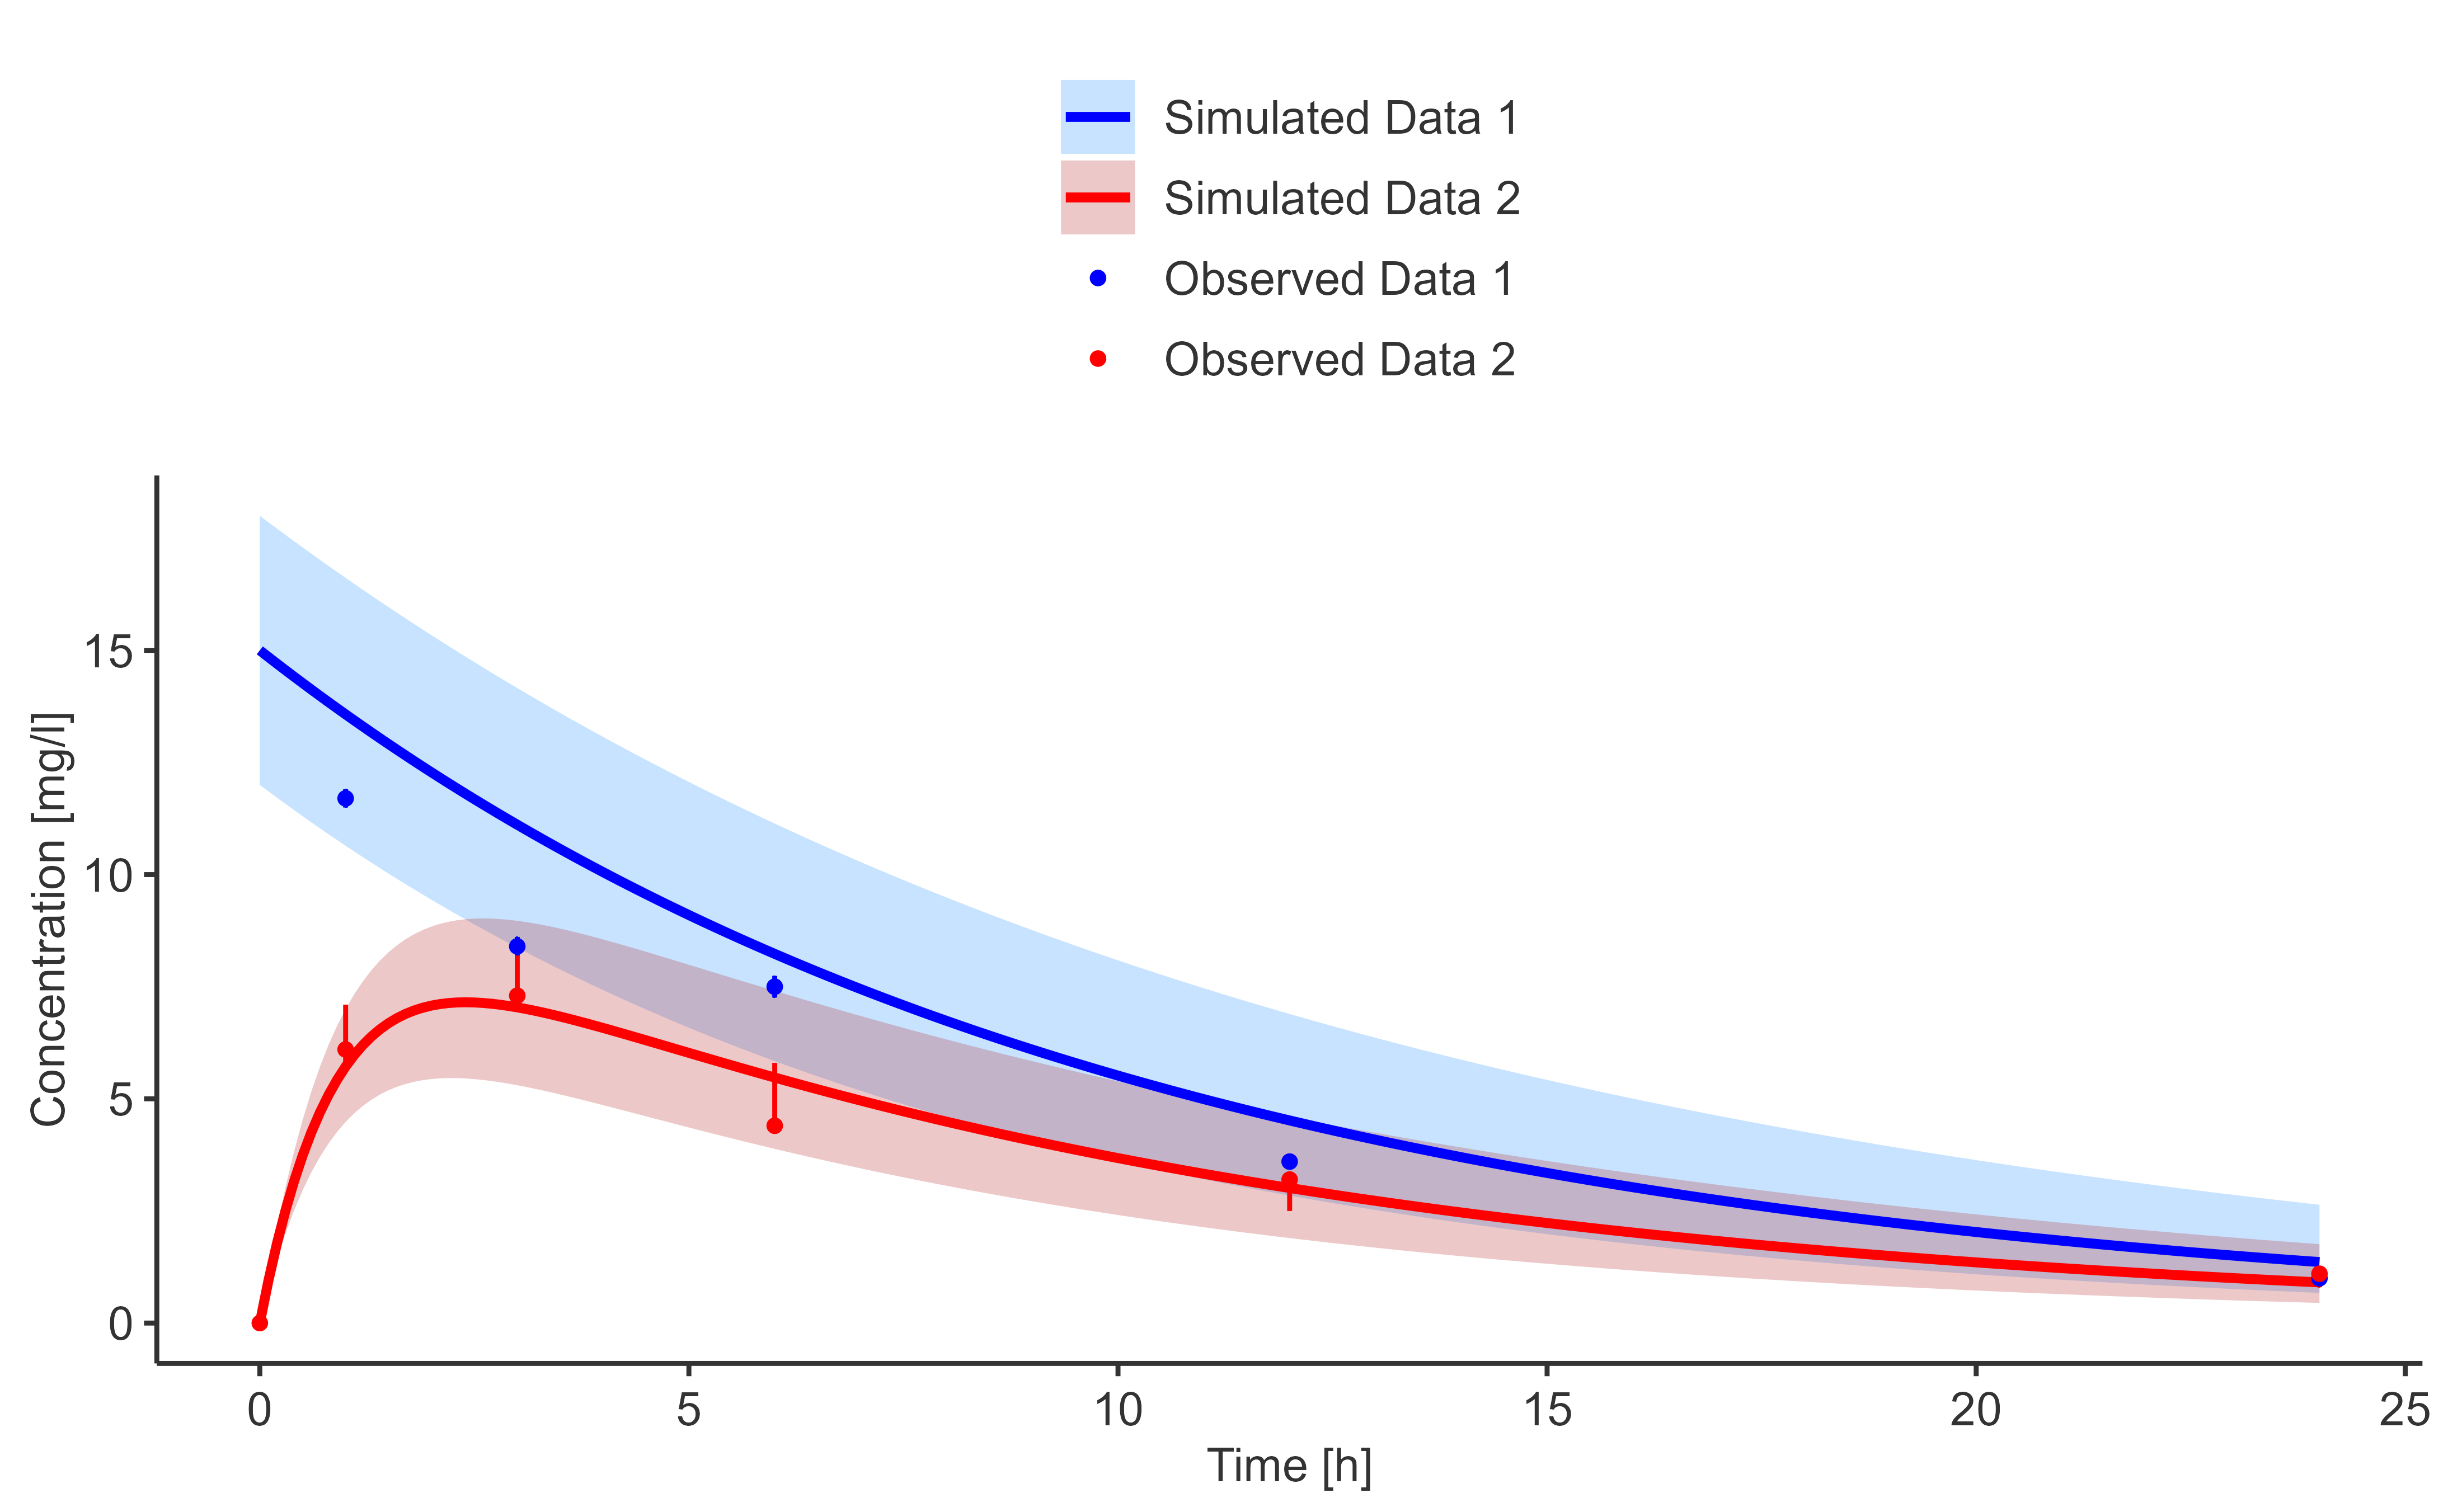 Simulated Data 1
Simulated Data 2
Observed Data 1
Observed Data 2
Concentration [mg/l]
15
10
5
0
0 5 10 15 20 25
Time [h]